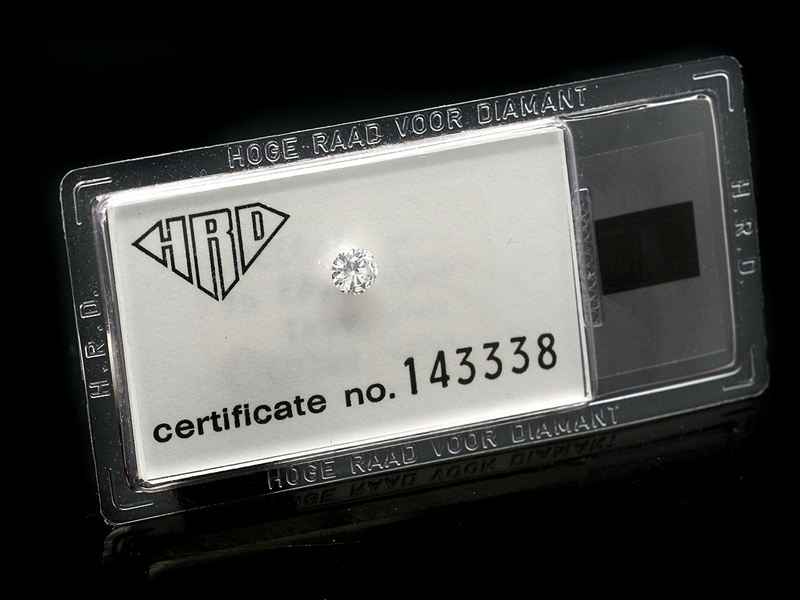 HOGE RAAD VOOR DIAMANT
HRD
H.R.D.
H.R.D.
certificate no. 143338
HOGE RAAD VOOR DIAMANT